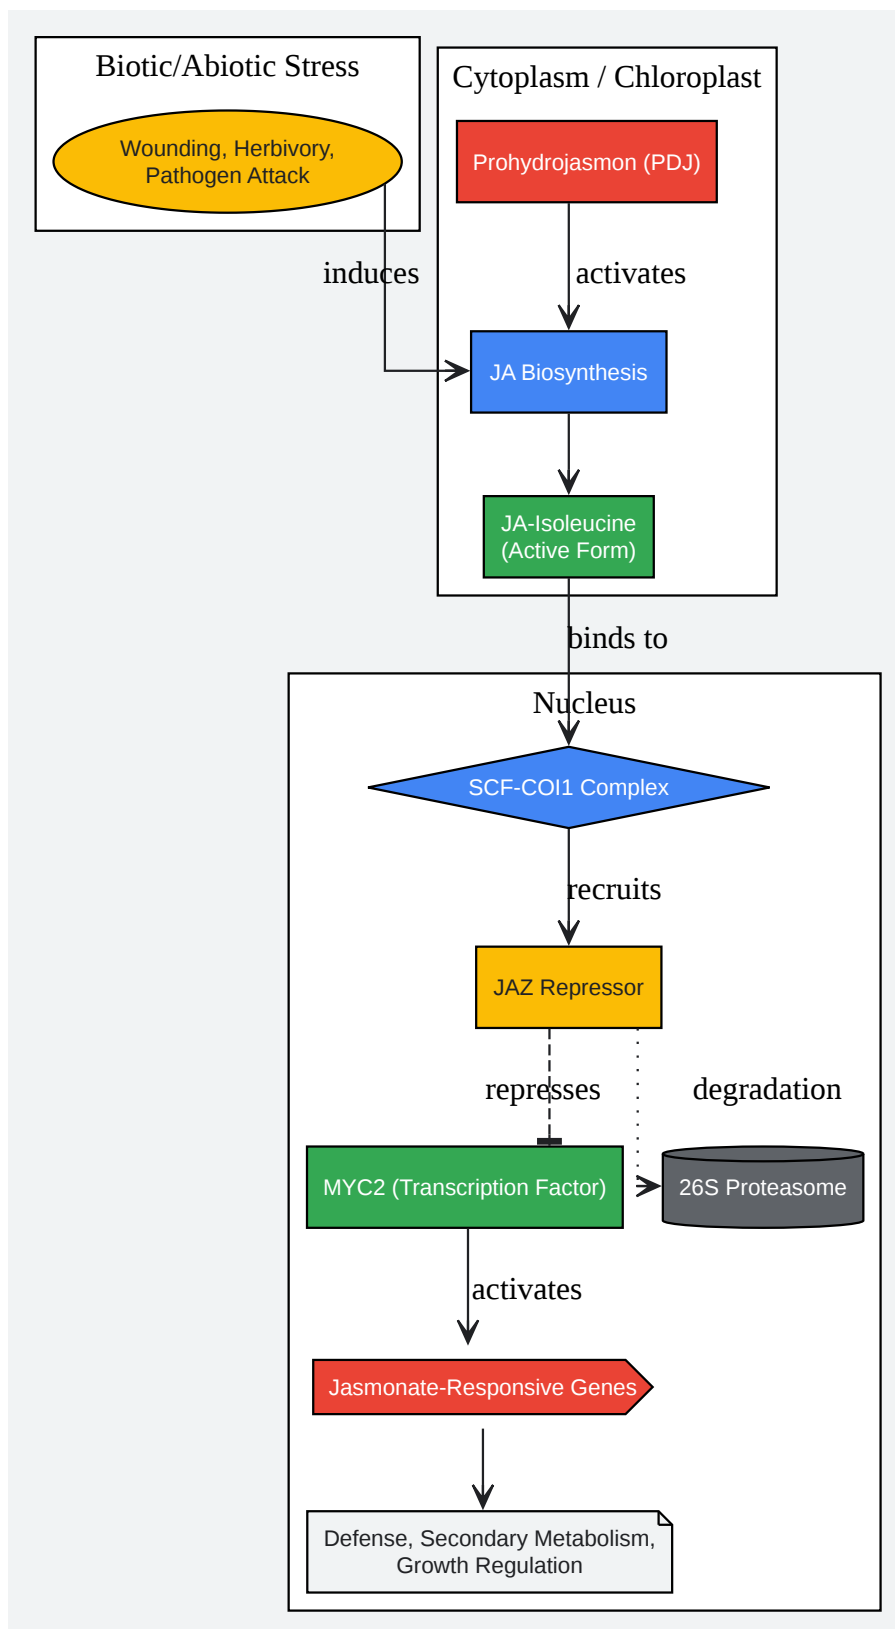 Biotic/Abiotic Stress
Wounding, Herbivory,
Pathogen Attack
Cytoplasm / Chloroplast
Prohydrojasmon (PDJ)
induces
activates
JA Biosynthesis
JA-Isoleucine
(Active Form)
binds to
Nucleus
SCF-COI1 Complex
recruits
JAZ Repressor
represses
degradation
MYC2 (Transcription Factor)
26S Proteasome
activates
Jasmonate-Responsive Genes
Defense, Secondary Metabolism,
Growth Regulation